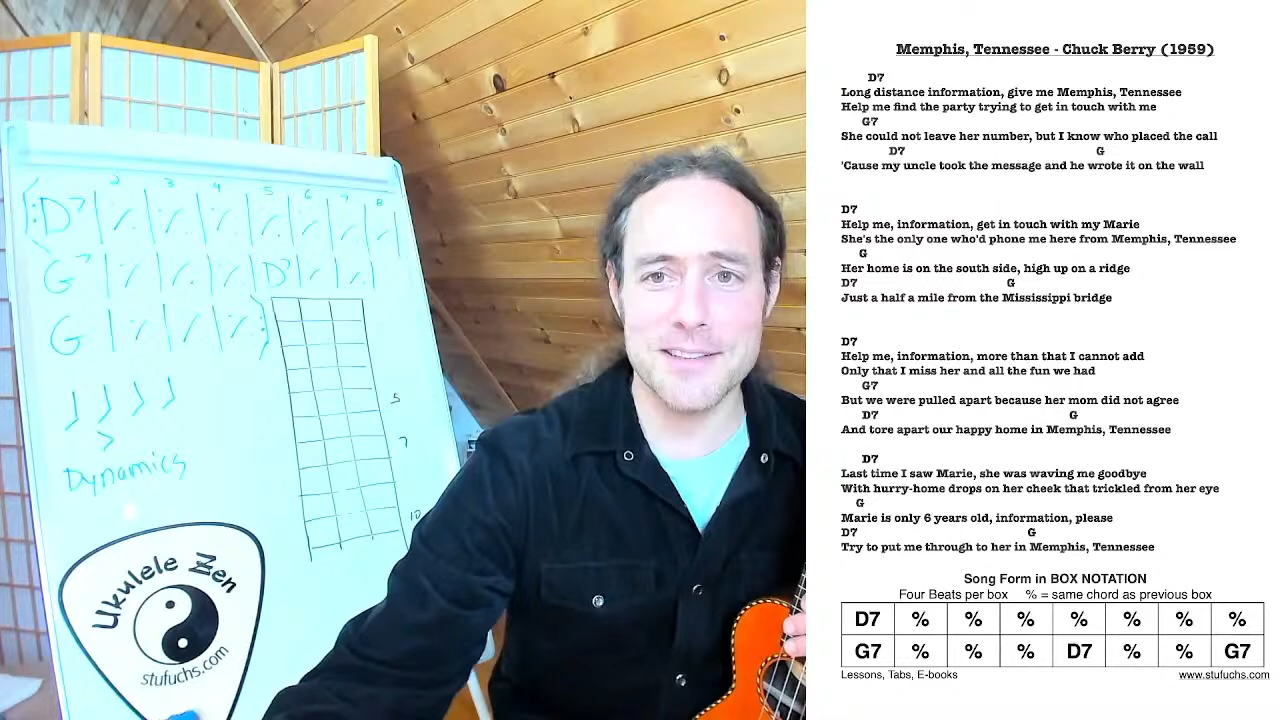 2 3 4 5 6 7 8
D7 ٪ ٪ ٪ ٪ ٪ ٪ ٪
G7 ٪ ٪ ٪ D7 ٪ ٪
G ٪ ٪ ٪
5
7
10
>
Dynamics
Ukulele Zen
stufuchs.com
Memphis, Tennessee - Chuck Berry (1959)
D7
Long distance information, give me Memphis, Tennessee
Help me find the party trying to get in touch with me
G7
She could not leave her number, but I know who placed the call
D7 G
'Cause my uncle took the message and he wrote it on the wall
D7
Help me, information, get in touch with my Marie
She's the only one who'd phone me here from Memphis, Tennessee
G
Her home is on the south side, high up on a ridge
D7 G
Just a half a mile from the Mississippi bridge
D7
Help me, information, more than that I cannot add
Only that I miss her and all the fun we had
G7
But we were pulled apart because her mom did not agree
D7 G
And tore apart our happy home in Memphis, Tennessee
D7
Last time I saw Marie, she was waving me goodbye
With hurry-home drops on her cheek that trickled from her eye
G
Marie is only 6 years old, information, please
D7 G
Try to put me through to her in Memphis, Tennessee
Song Form in BOX NOTATION
Four Beats per box % = same chord as previous box
D7 % % % % % % %
G7 % % % D7 % % G7
Lessons, Tabs, E-books www.stufuchs.com